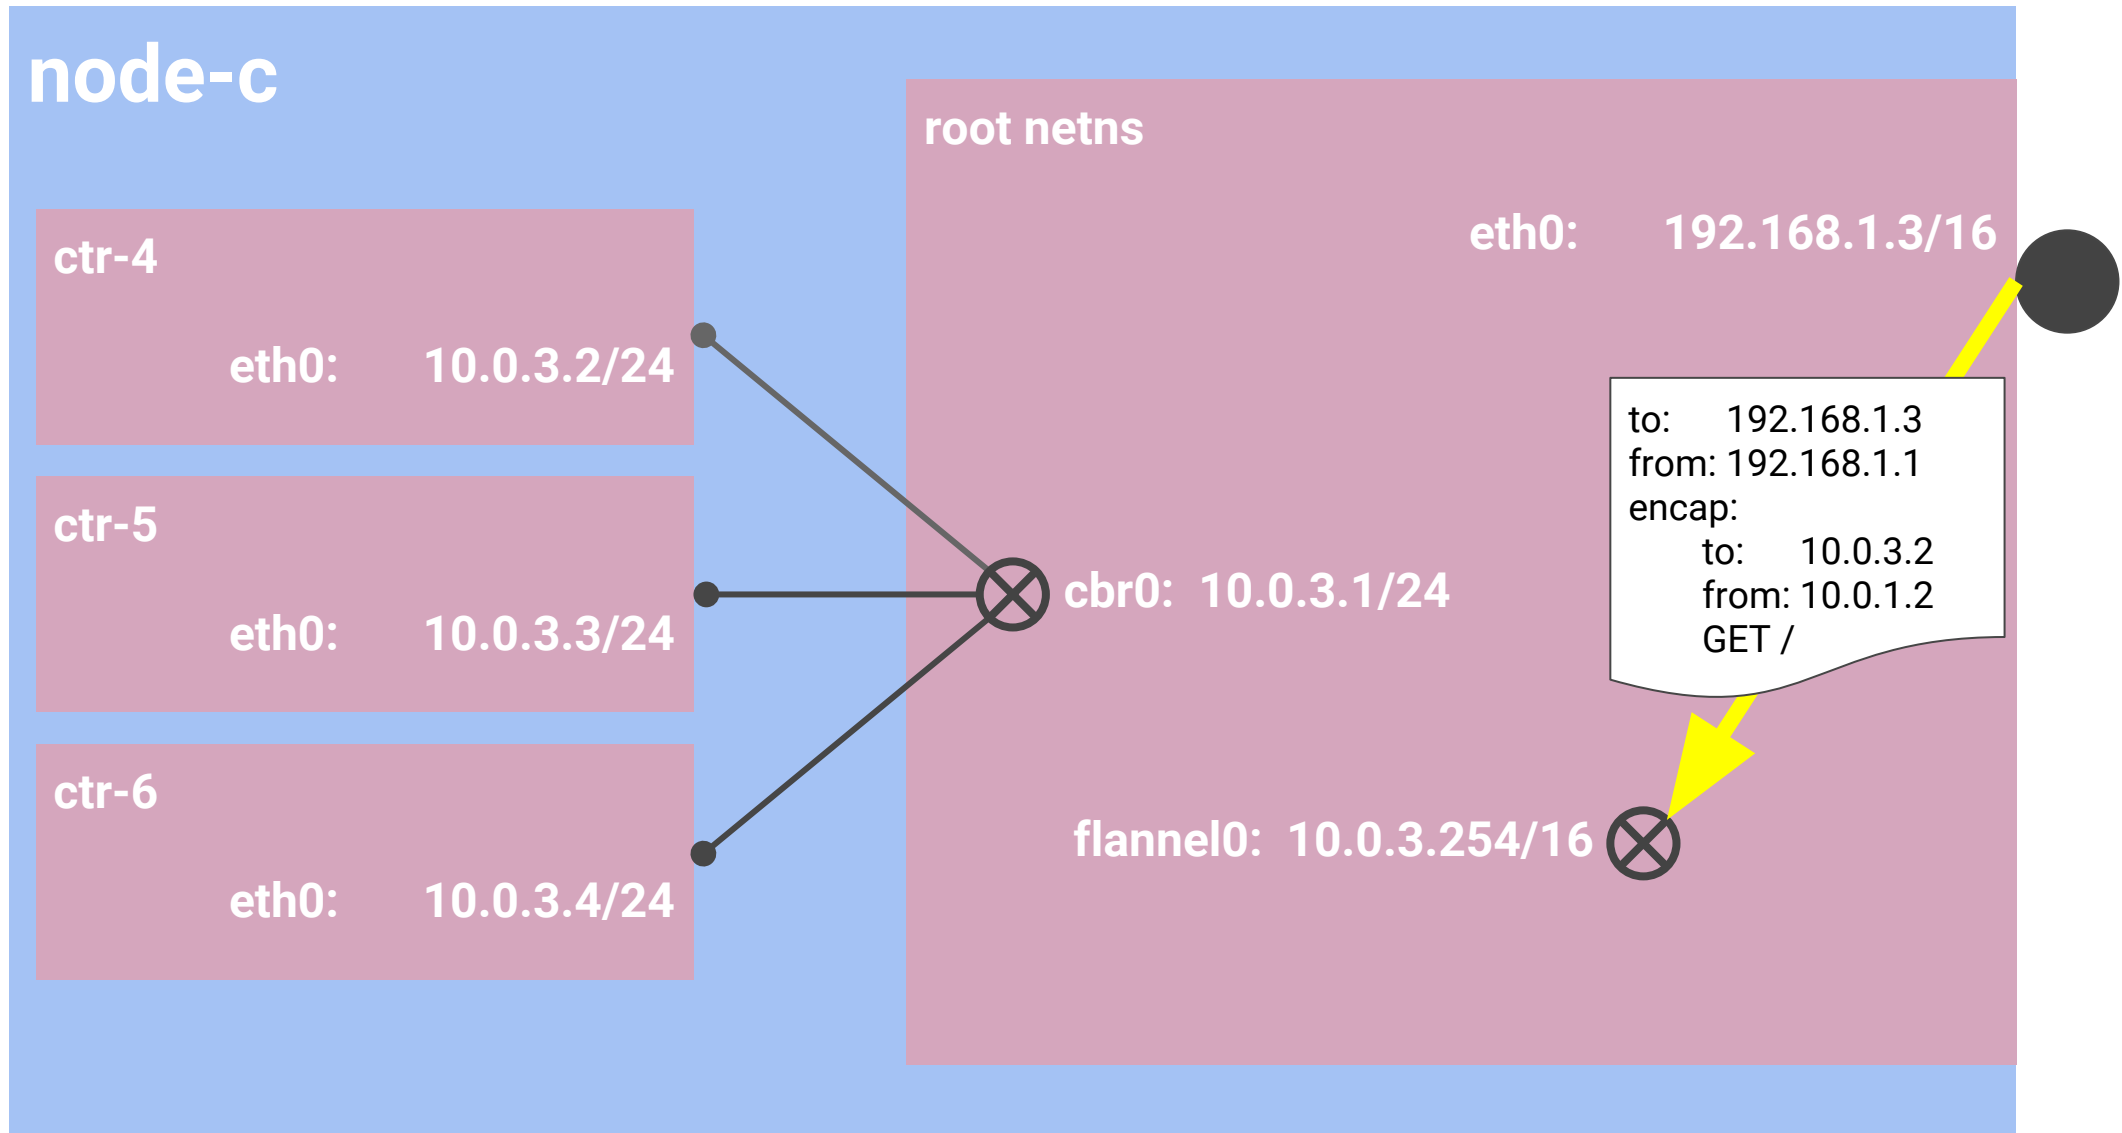 node-c
root netns
eth0: 192.168.1.3/16
ctr-4
eth0: 10.0.3.2/24
to: 192.168.1.3
from: 192.168.1.1
encap:
to: 10.0.3.2
from: 10.0.1.2
GET /
ctr-5
eth0: 10.0.3.3/24
cbr0: 10.0.3.1/24
ctr-6
eth0: 10.0.3.4/24
flannel0: 10.0.3.254/16